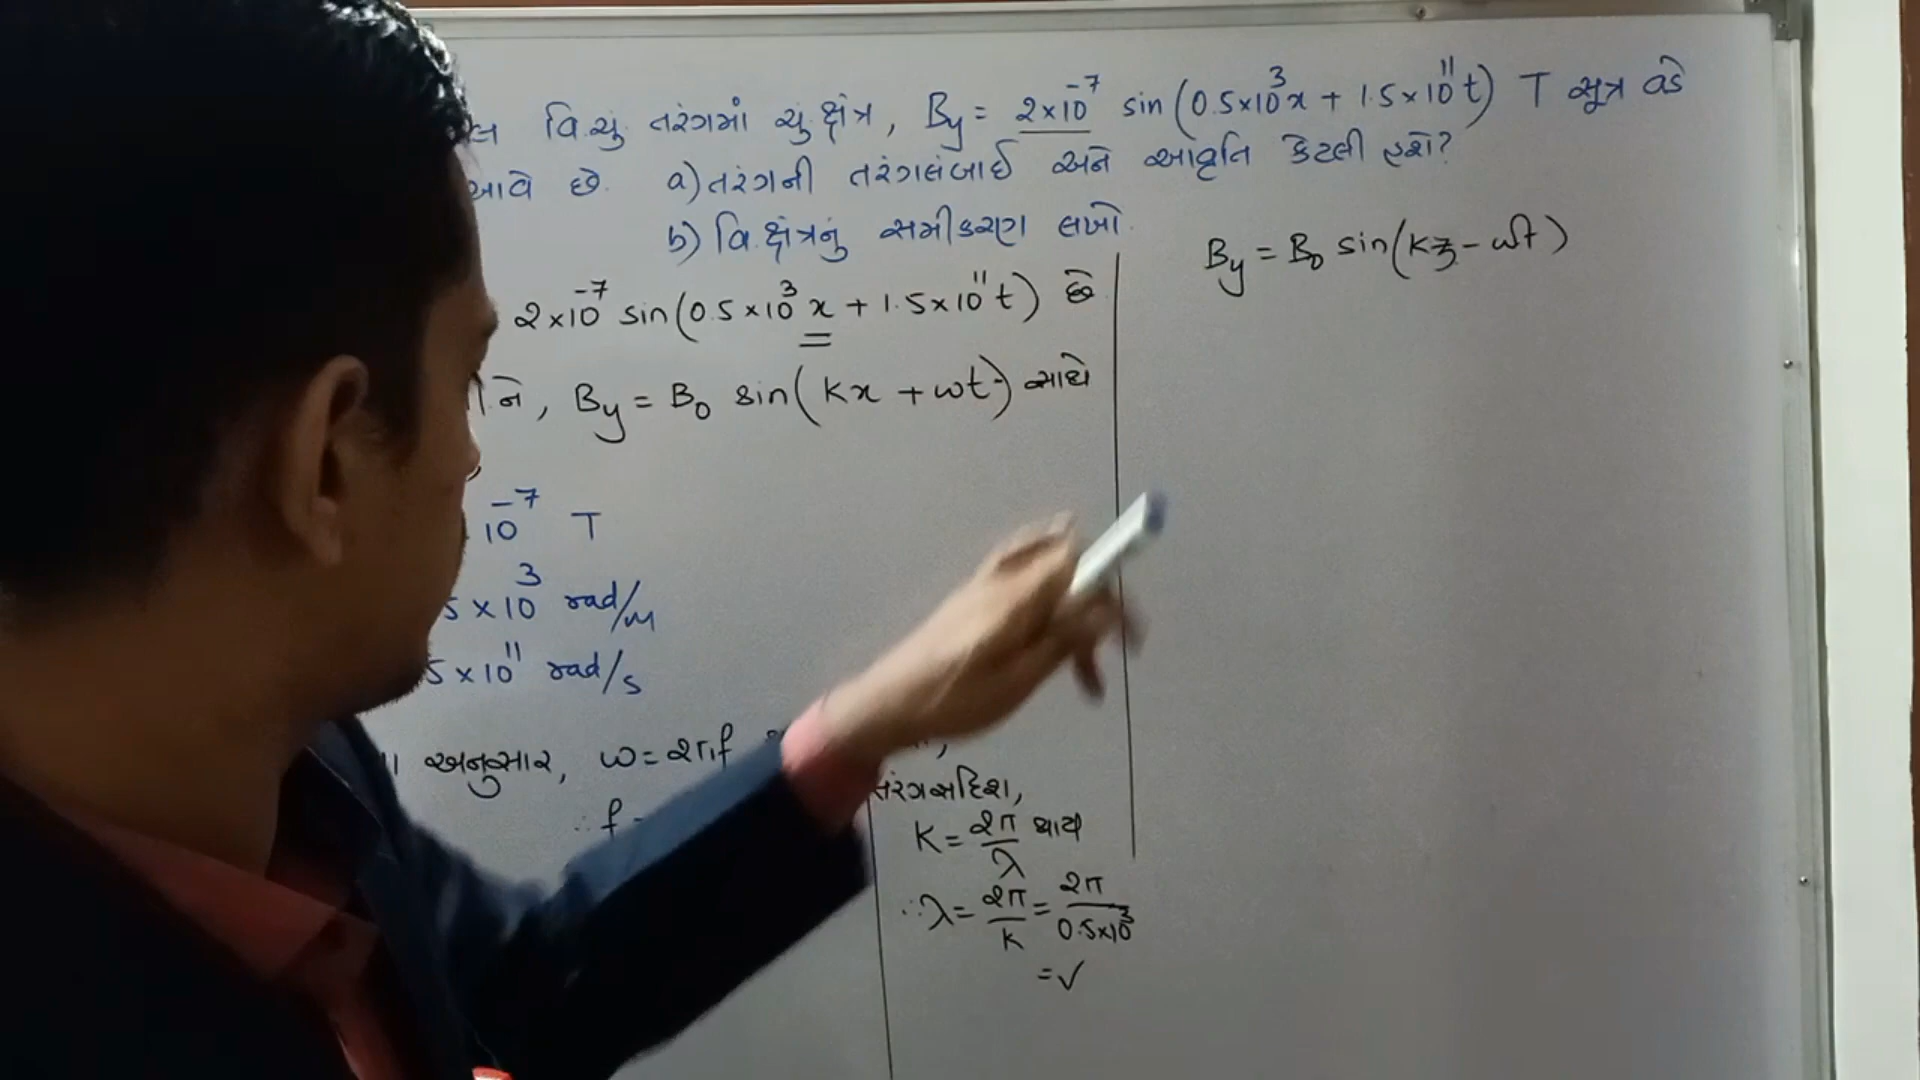 વિ.ચુ તરંગમાં ચુ.ક્ષેત્ર, By = 2×10⁻⁷ sin(0.5×10³x + 1.5×10¹¹t) T સૂત્ર વડે
આવે છે. a) તરંગની તરંગલંબાઈ અને આવૃતિ કેટલી હશે?
b) વિ.ક્ષેત્રનું સમીકરણ લખો.
2×10⁻⁷ sin(0.5×10³x + 1.5×10¹¹t) છે
ને, By = B₀ sin(kx + ωt) સાથે
10⁻⁷ T
5×10³ rad/m
5×10¹¹ rad/s
અનુસાર, ω = 2πf
∴ f =
તરંગસદિશ,
k = 2π/λ થાય
∴ λ = 2π/k = 2π/0.5×10³
= ✓
By = B₀ sin(kz - ωt)